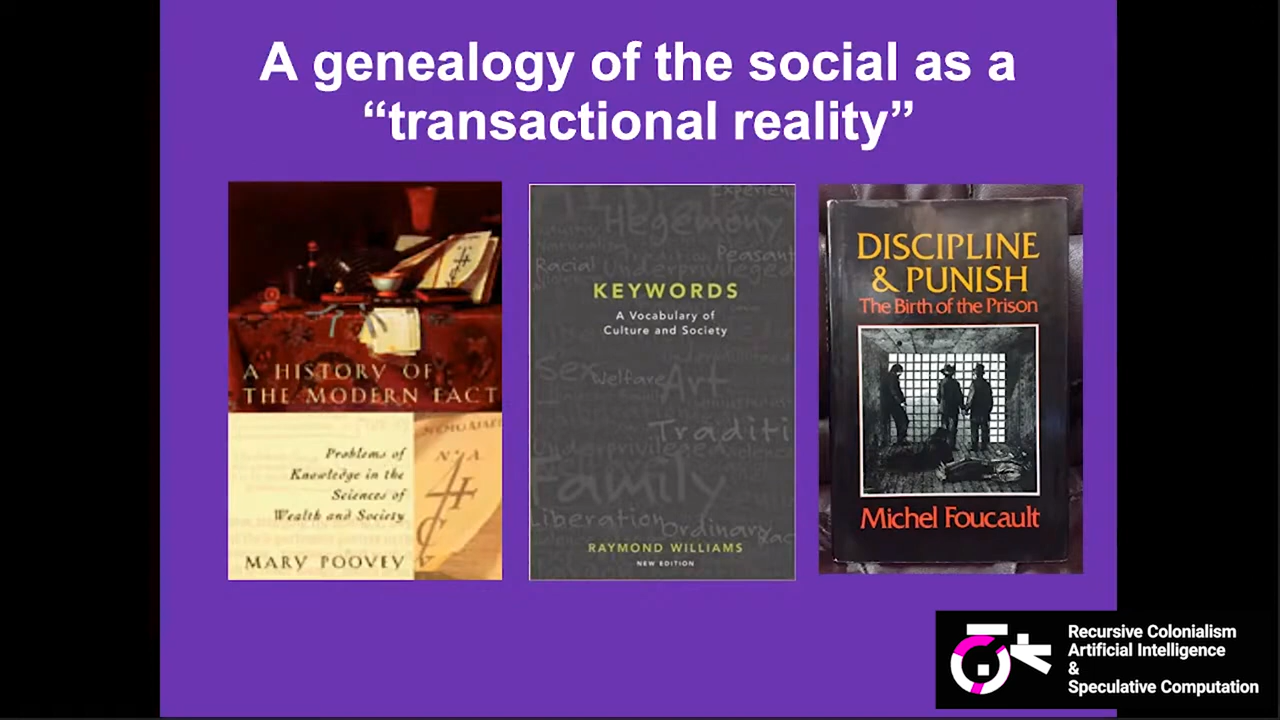 A genealogy of the social as a
“transactional reality”
A HISTORY OF
THE MODERN FACT
Problems of
Knowledge in the
Sciences of
Wealth and Society
MARY POOVEY
Experien
Hegemony
Peasant
Racial Underprivileged
KEYWORDS
A Vocabulary of
Culture and Society
Sex Welfare Art
Traditi
Underprivileged
Family
Liberation Ordinary
RAYMOND WILLIAMS
NEW EDITION
DISCIPLINE
& PUNISH
The Birth of the Prison
Michel Foucault
Recursive Colonialism
Artificial Intelligence
&
Speculative Computation